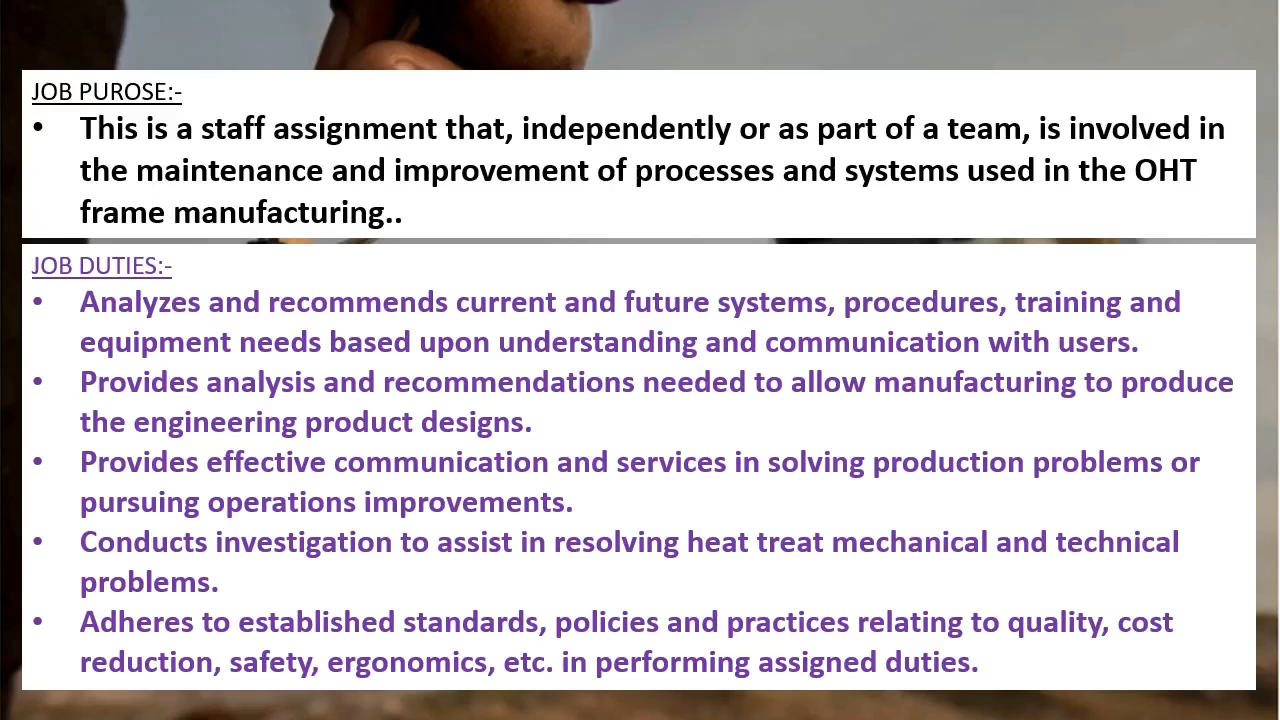 JOB PUROSE:-
• This is a staff assignment that, independently or as part of a team, is involved in
the maintenance and improvement of processes and systems used in the OHT
frame manufacturing..
JOB DUTIES:-
• Analyzes and recommends current and future systems, procedures, training and
equipment needs based upon understanding and communication with users.
• Provides analysis and recommendations needed to allow manufacturing to produce
the engineering product designs.
• Provides effective communication and services in solving production problems or
pursuing operations improvements.
• Conducts investigation to assist in resolving heat treat mechanical and technical
problems.
• Adheres to established standards, policies and practices relating to quality, cost
reduction, safety, ergonomics, etc. in performing assigned duties.